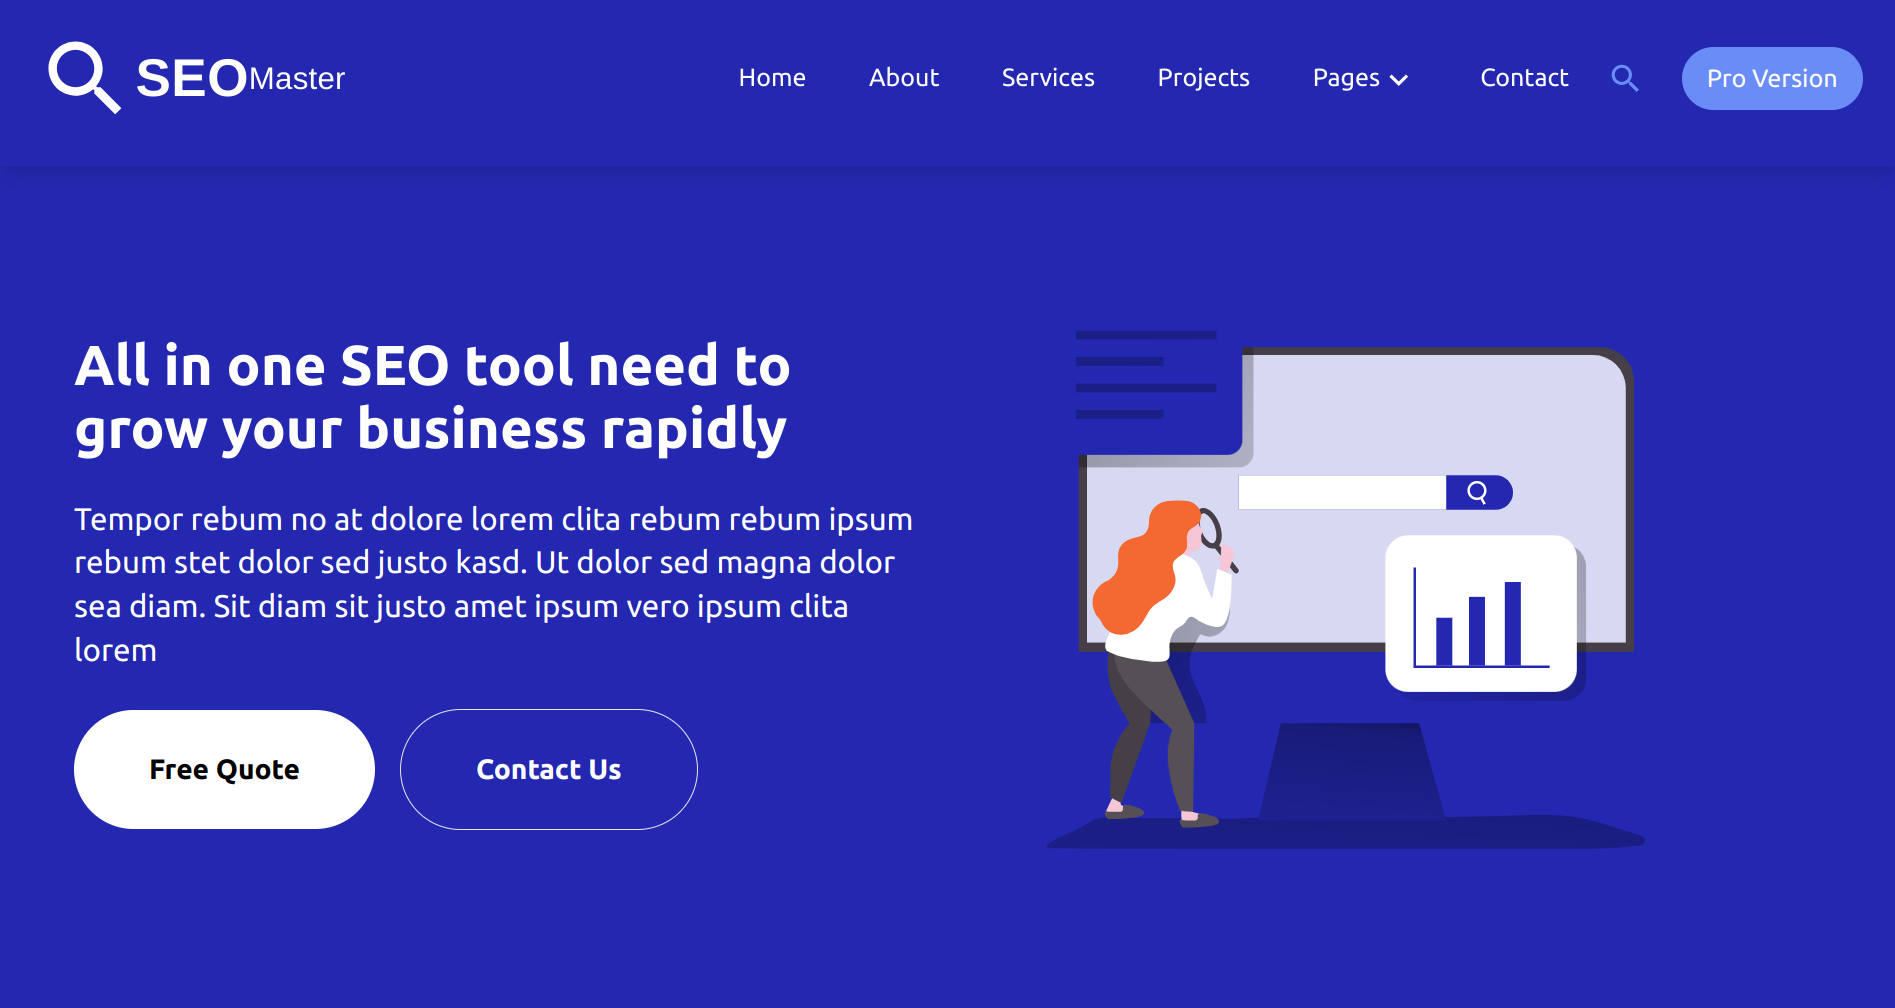 SEOMaster
Home About Services Projects Pages Contact Pro Version
All in one SEO tool need to
grow your business rapidly
Tempor rebum no at dolore lorem clita rebum rebum ipsum
rebum stet dolor sed justo kasd. Ut dolor sed magna dolor
sea diam. Sit diam sit justo amet ipsum vero ipsum clita
lorem
Free Quote Contact Us